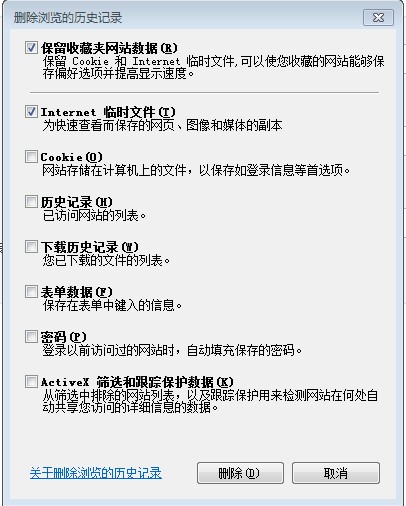 删除浏览的历史记录
保留收藏夹网站数据(R)
保留 Cookie 和 Internet 临时文件,可以使您收藏的网站能够保
存偏好选项并提高显示速度。
Internet 临时文件(T)
为快速查看而保存的网页、图像和媒体的副本
Cookie(O)
网站存储在计算机上的文件，以保存如登录信息等首选项。
历史记录(H)
已访问网站的列表。
下载历史记录(W)
您已下载的文件的列表。
表单数据(F)
保存在表单中键入的信息。
密码(P)
登录以前访问过的网站时，自动填充保存的密码。
ActiveX 筛选和跟踪保护数据(K)
从筛选中排除的网站列表，以及跟踪保护用来检测网站在何处自
动共享您访问的详细信息的数据。
关于删除浏览的历史记录
删除(D)
取消